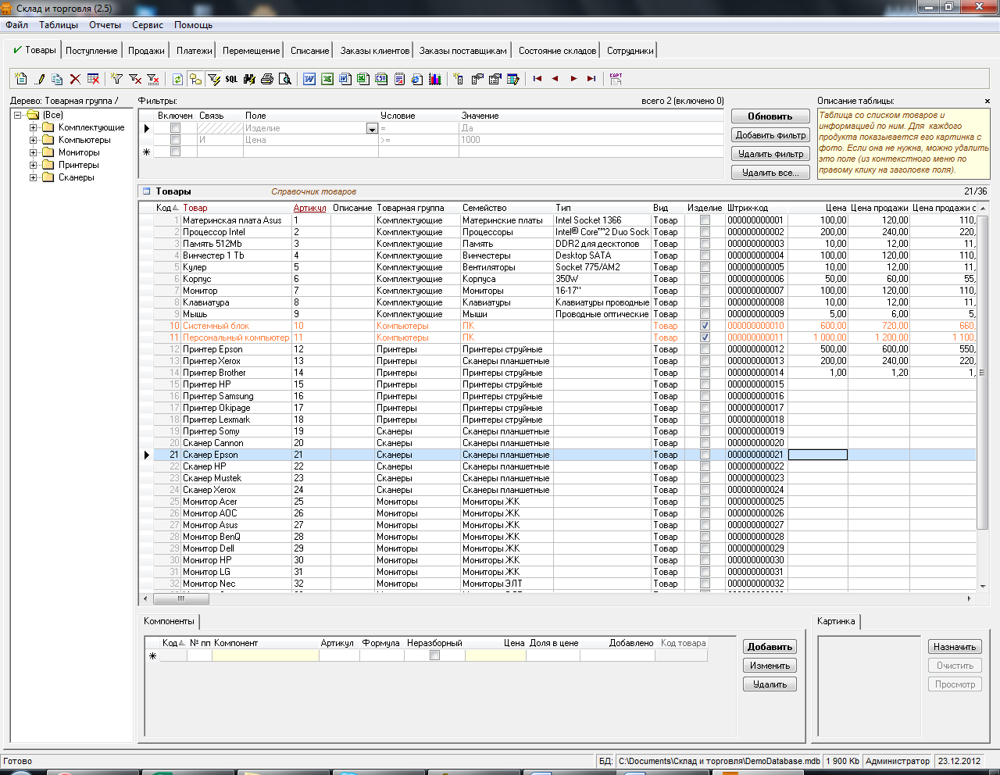 Склад и торговля (2.5)
Файл Таблицы Отчеты Сервис Помощь
Товары Поступление Продажи Платежи Перемещение Списание Заказы клиентов Заказы поставщикам Состояние складов Сотрудники
SQL CSV КАРТ
Дерево: Товарная группа /
(Все)
Комплектующие
Компьютеры
Мониторы
Принтеры
Сканеры
Фильтры: всего 2 (включено 0)
Включен Связь Поле Условие Значение
Изделие = Да
И Цена >= 1000
Обновить
Добавить фильтр
Удалить фильтр
Удалить все...
Описание таблицы:
Таблица со списком товаров и
информацией по ним. Для каждого
продукта показывается его картинка с
фото. Если она не нужна, можно удалить
это поле (из контекстного меню по
правому клику на заголовке поля).
Товары Справочник товаров 21/36
Код Товар Артикул Описание Товарная группа Семейство Тип Вид Изделие Штрих-код Цена Цена продажи Цена продажи с
1 Материнская плата Asus 1 Комплектующие Материнские платы Intel Socket 1366 Товар 000000000001 100,00 120,00 110,
2 Процессор Intel 2 Комплектующие Процессоры Intel® Core™2 Duo Sock Товар 000000000002 200,00 240,00 220,
3 Память 512Mb 3 Комплектующие Память DDR2 для десктопов Товар 000000000003 10,00 12,00 11,
4 Винчестер 1 Tb 4 Комплектующие Винчестеры Desktop SATA Товар 000000000004 100,00 120,00 110,
5 Кулер 5 Комплектующие Вентиляторы Socket 775/AM2 Товар 000000000005 10,00 12,00 11,
6 Корпус 6 Комплектующие Корпуса 350W Товар 000000000006 50,00 60,00 55,
7 Монитор 7 Комплектующие Мониторы 16-17" Товар 000000000007 100,00 120,00 110,
8 Клавиатура 8 Комплектующие Клавиатуры Клавиатуры проводные Товар 000000000008 10,00 12,00 11,
9 Мышь 9 Комплектующие Мыши Проводные оптические Товар 000000000009 5,00 6,00 5,
10 Системный блок 10 Компьютеры ПК Товар 000000000010 600,00 720,00 660,
11 Персональный компьютер 11 Компьютеры ПК Товар 000000000011 1 000,00 1 200,00 1 100,
12 Принтер Epson 12 Принтеры Принтеры струйные Товар 000000000012 500,00 600,00 550,
13 Принтер Xerox 13 Принтеры Сканеры планшетные Товар 000000000013 200,00 240,00 220,
14 Принтер Brother 14 Принтеры Принтеры струйные Товар 000000000014 1,00 1,20 1,
15 Принтер HP 15 Принтеры Принтеры струйные Товар 000000000015
16 Принтер Samsung 16 Принтеры Принтеры струйные Товар 000000000016
17 Принтер Okipage 17 Принтеры Принтеры струйные Товар 000000000017
18 Принтер Lexmark 18 Принтеры Принтеры струйные Товар 000000000018
19 Принтер Somy 19 Сканеры Сканеры планшетные Товар 000000000019
20 Сканер Cannon 20 Сканеры Сканеры планшетные Товар 000000000020
21 Сканер Epson 21 Сканеры Сканеры планшетные Товар 000000000021
22 Сканер HP 22 Сканеры Сканеры планшетные Товар 000000000022
23 Сканер Mustek 23 Сканеры Сканеры планшетные Товар 000000000023
24 Сканер Xerox 24 Сканеры Сканеры планшетные Товар 000000000024
25 Монитор Acer 25 Мониторы Мониторы ЖК Товар 000000000025
26 Монитор AOC 26 Мониторы Мониторы ЖК Товар 000000000026
27 Монитор Asus 27 Мониторы Мониторы ЖК Товар 000000000027
28 Монитор BenQ 28 Мониторы Мониторы ЖК Товар 000000000028
29 Монитор Dell 29 Мониторы Мониторы ЖК Товар 000000000029
30 Монитор HP 30 Мониторы Мониторы ЖК Товар 000000000030
31 Монитор LG 31 Мониторы Мониторы ЖК Товар 000000000031
32 Монитор Nec 32 Мониторы Мониторы ЭЛТ Товар 000000000032
Компоненты
Код № пп Компонент Артикул Формула Неразборный Цена Доля в цене Добавлено Код товара
Добавить
Изменить
Удалить
Картинка
Назначить
Очистить
Просмотр
Готово БД: C:\Documents\Склад и торговля\DemoDatabase.mdb 1 900 Kb Администратор 23.12.2012